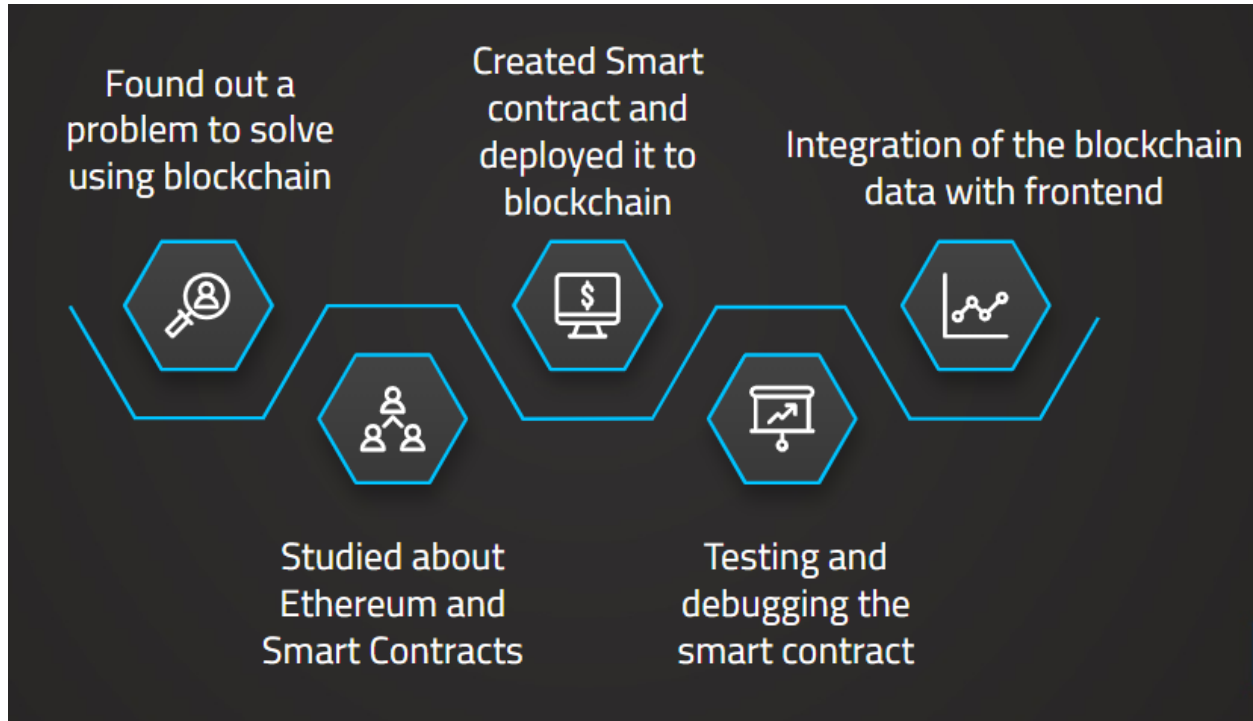 Found out a
problem to solve
using blockchain
Studied about
Ethereum and
Smart Contracts
Created Smart
contract and
deployed it to
blockchain
Testing and
debugging the
smart contract
Integration of the blockchain
data with frontend